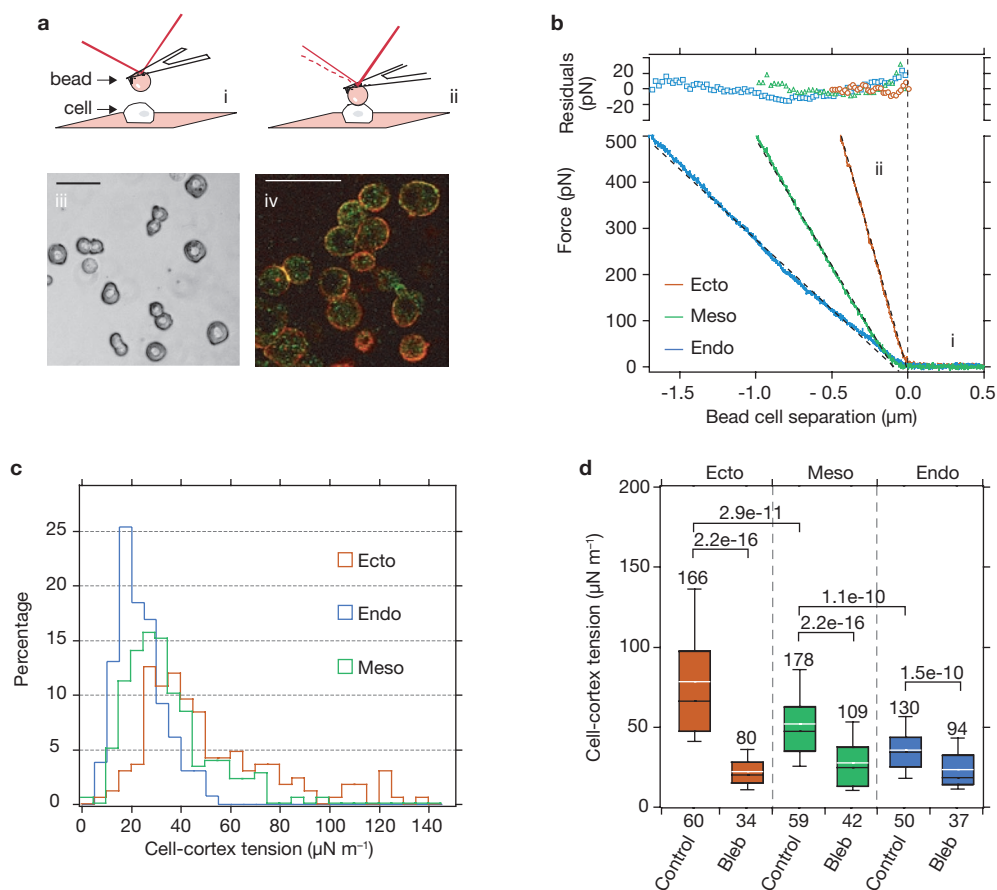 a
bead
cell
i
ii
iii
iv
b
Residuals
(pN)
20
0
-20
500
400
300
200
100
0
Force (pN)
ii
i
Ecto
Meso
Endo
-1.5
-1.0
- 0.5
0.0
0.5
Bead cell separation (µm)
c
Percentage
25
20
15
10
5
0
Ecto
Endo
Meso
0
20
40
60
80
100
120
140
Cell-cortex tension (µN m⁻¹)
d
Ecto
Meso
Endo
Cell-cortex tension (µN m⁻¹)
200
150
100
50
0
2.9e-11
2.2e-16
166
1.1e-10
2.2e-16
178
1.5e-10
130
80
109
94
60
34
59
42
50
37
Control
Bleb
Control
Bleb
Control
Bleb